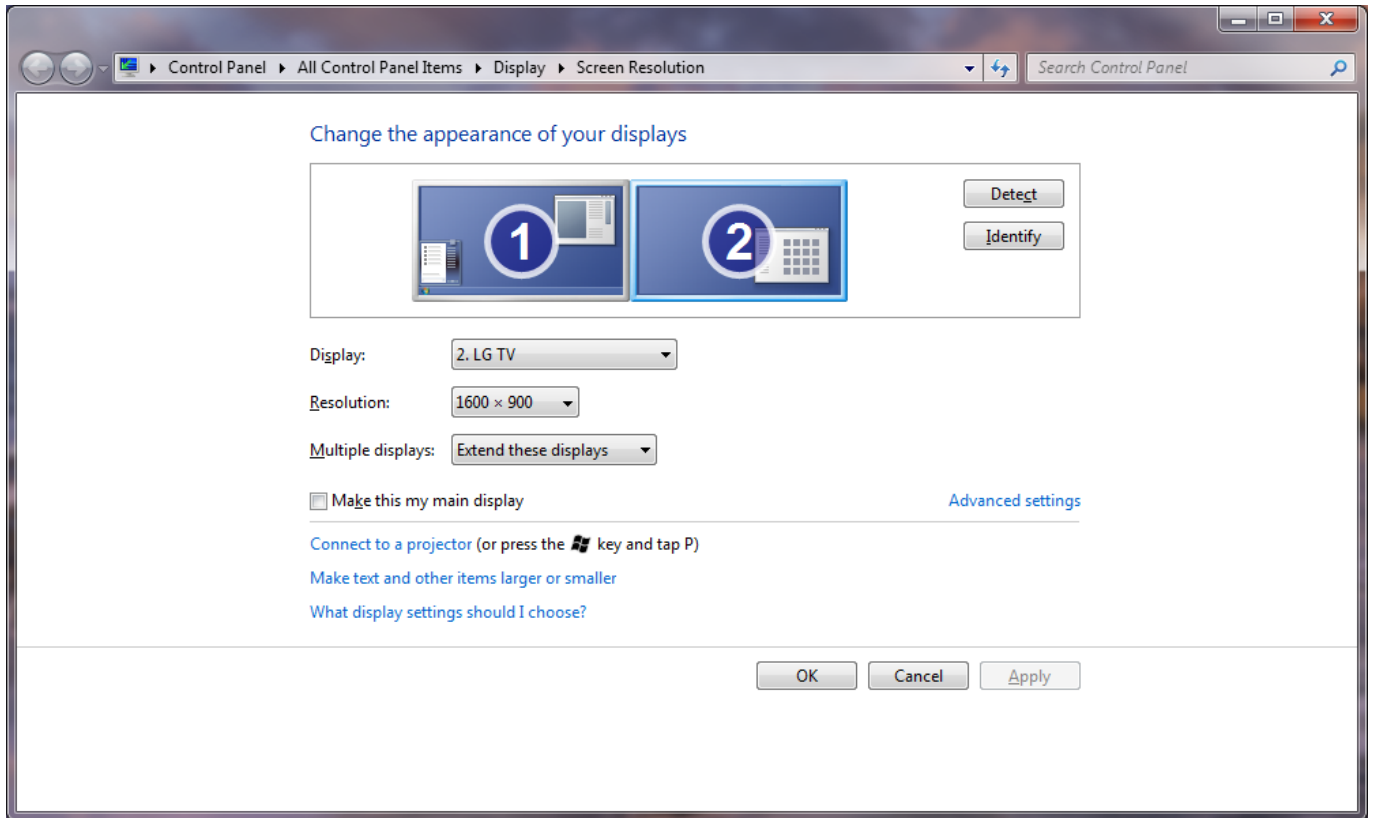 Control Panel ▸ All Control Panel Items ▸ Display ▸ Screen Resolution
Search Control Panel
Change the appearance of your displays
1
2
Detect
Identify
Display:
2. LG TV
Resolution:
1600 × 900
Multiple displays:
Extend these displays
Make this my main display
Advanced settings
Connect to a projector (or press the key and tap P)
Make text and other items larger or smaller
What display settings should I choose?
OK
Cancel
Apply